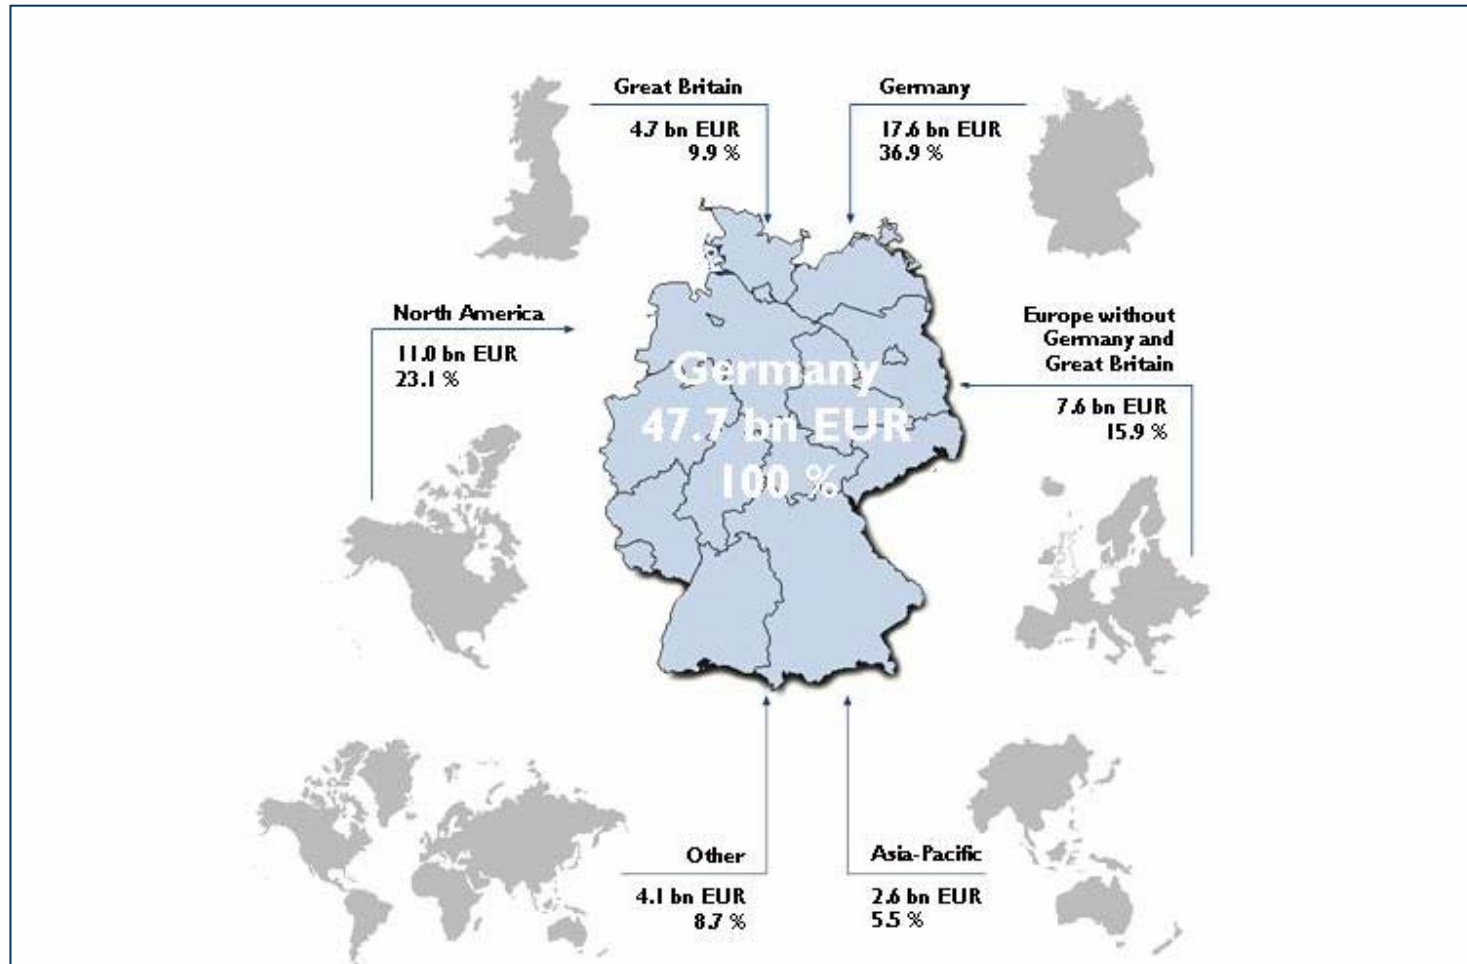 Great Britain
4.7 bn EUR
9.9 %
Germany
17.6 bn EUR
36.9 %
North America
11.0 bn EUR
23.1 %
Europe without
Germany and
Great Britain
7.6 bn EUR
15.9 %
Germany
47.7 bn EUR
100 %
Other
4.1 bn EUR
8.7 %
Asia-Pacific
2.6 bn EUR
5.5 %